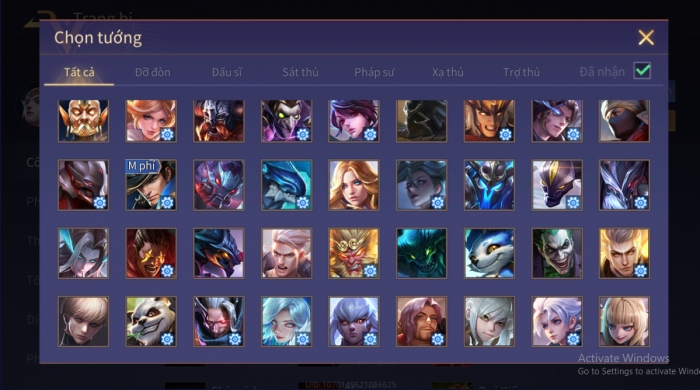 Trang bị
Chọn tướng
Tất cả
Đỡ đòn
Đấu sĩ
Sát thủ
Pháp sư
Xạ thủ
Trợ thủ
Đã nhận
M phí
Activate Windows
Go to Settings to activate Wind